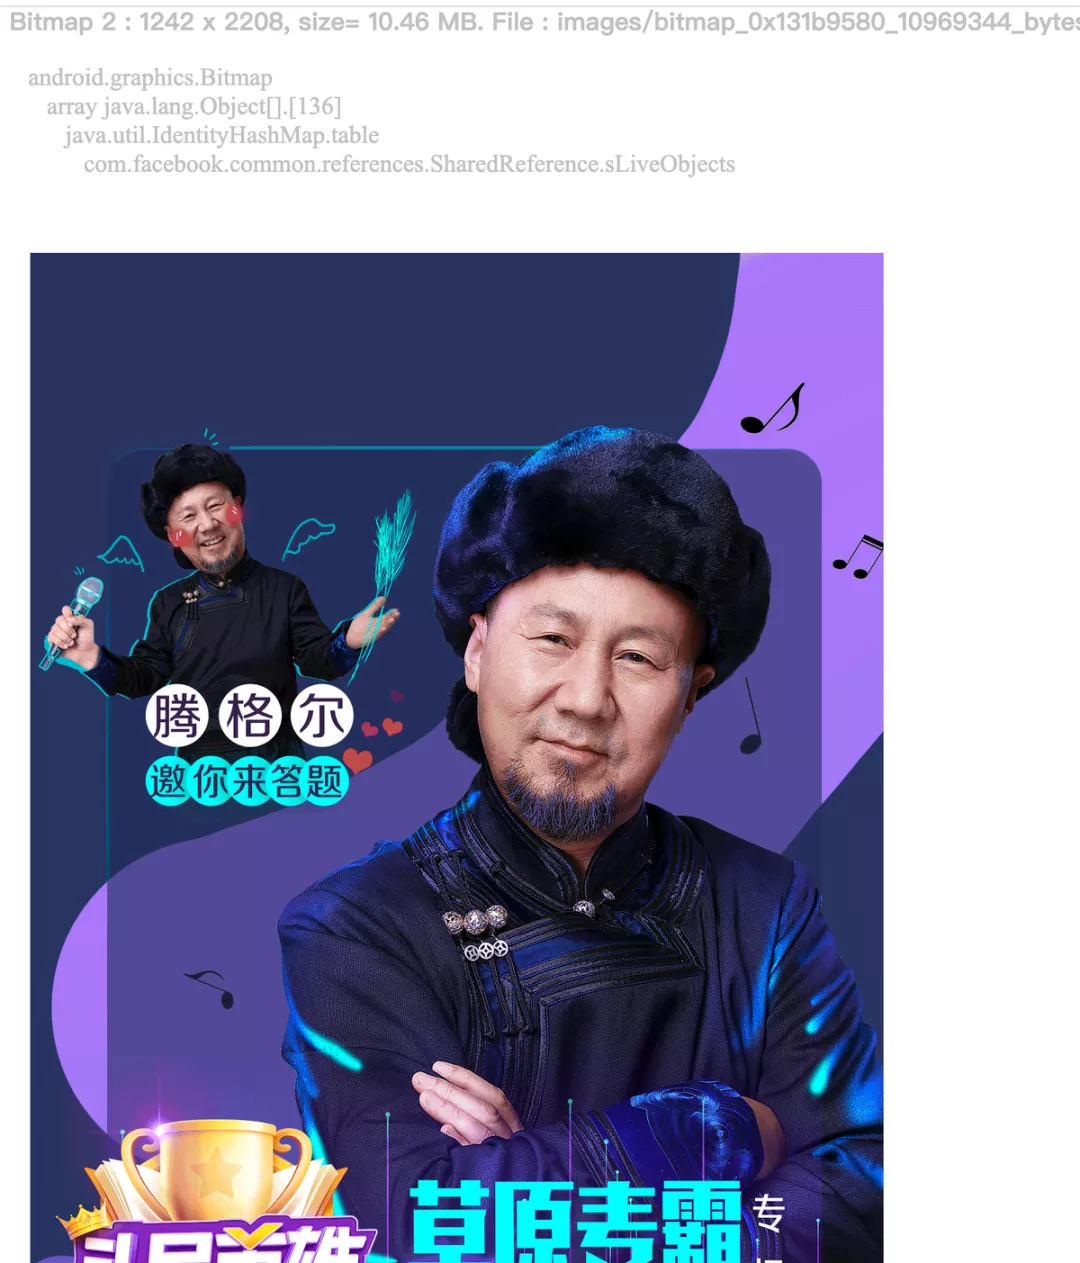 Bitmap 2 : 1242 x 2208, size= 10.46 MB. File : images/bitmap_0x131b9580_10969344_bytes
android.graphics.Bitmap
array java.lang.Object[].[136]
java.util.IdentityHashMap.table
com.facebook.common.references.SharedReference.sLiveObjects
腾格尔
邀你来答题
草原考霸
专